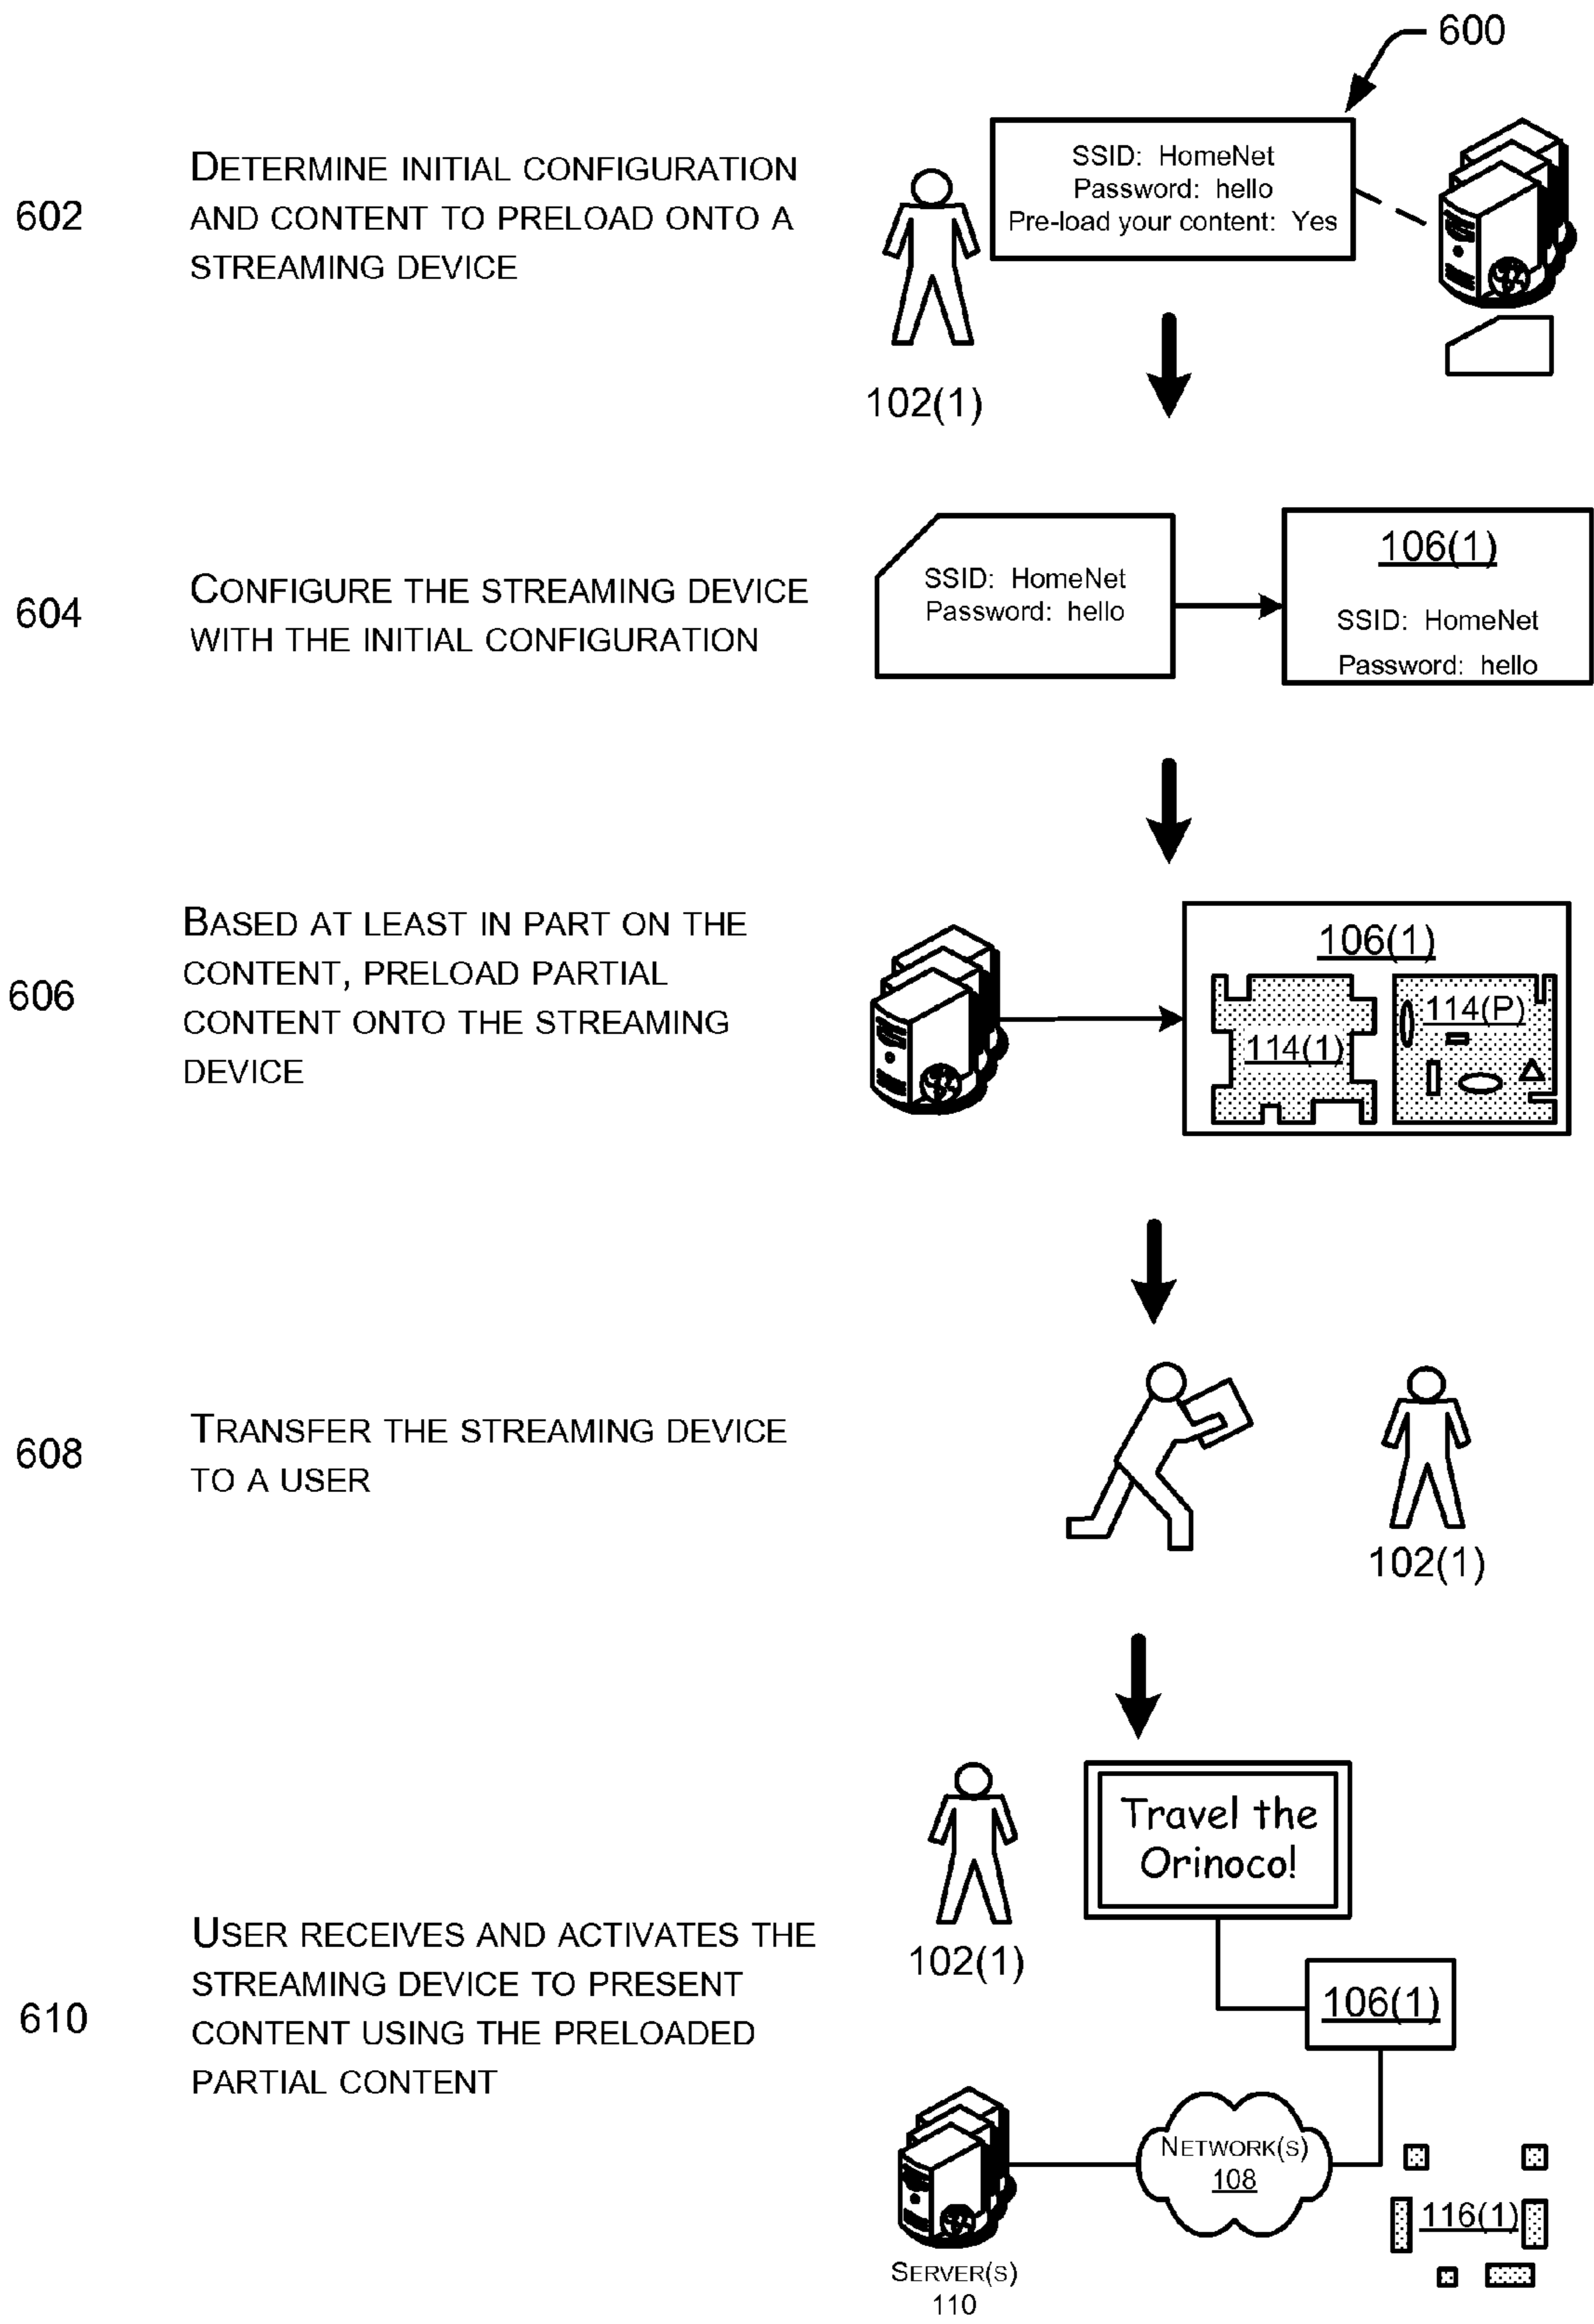 600
602
DETERMINE INITIAL CONFIGURATION
AND CONTENT TO PRELOAD ONTO A
STREAMING DEVICE
SSID: HomeNet
Password: hello
Pre-load your content: Yes
102(1)
604
CONFIGURE THE STREAMING DEVICE
WITH THE INITIAL CONFIGURATION
SSID: HomeNet
Password: hello
106(1)
SSID: HomeNet
Password: hello
606
BASED AT LEAST IN PART ON THE
CONTENT, PRELOAD PARTIAL
CONTENT ONTO THE STREAMING
DEVICE
106(1)
114(1)
114(P)
608
TRANSFER THE STREAMING DEVICE
TO A USER
102(1)
610
USER RECEIVES AND ACTIVATES THE
STREAMING DEVICE TO PRESENT
CONTENT USING THE PRELOADED
PARTIAL CONTENT
Travel the
Orinoco!
102(1)
106(1)
NETWORK(S)
108
116(1)
SERVER(S)
110